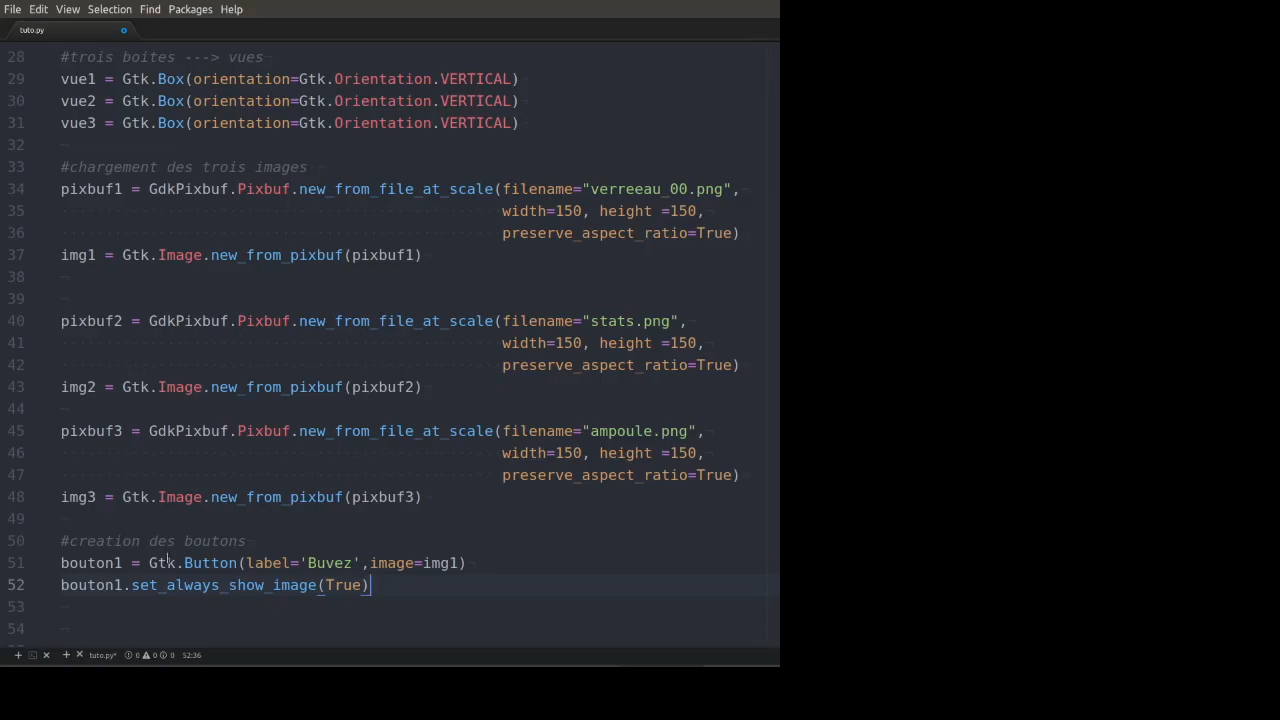 File Edit View Selection Find Packages Help
tuto.py
28 #trois boites ---> vues
29 vue1 = Gtk.Box(orientation=Gtk.Orientation.VERTICAL)
30 vue2 = Gtk.Box(orientation=Gtk.Orientation.VERTICAL)
31 vue3 = Gtk.Box(orientation=Gtk.Orientation.VERTICAL)
32
33 #chargement des trois images
34 pixbuf1 = GdkPixbuf.Pixbuf.new_from_file_at_scale(filename="verreeau_00.png",
35 width=150, height =150,
36 preserve_aspect_ratio=True)
37 img1 = Gtk.Image.new_from_pixbuf(pixbuf1)
38
39
40 pixbuf2 = GdkPixbuf.Pixbuf.new_from_file_at_scale(filename="stats.png",
41 width=150, height =150,
42 preserve_aspect_ratio=True)
43 img2 = Gtk.Image.new_from_pixbuf(pixbuf2)
44
45 pixbuf3 = GdkPixbuf.Pixbuf.new_from_file_at_scale(filename="ampoule.png",
46 width=150, height =150,
47 preserve_aspect_ratio=True)
48 img3 = Gtk.Image.new_from_pixbuf(pixbuf3)
49
50 #creation des boutons
51 bouton1 = Gtk.Button(label='Buvez',image=img1)
52 bouton1.set_always_show_image(True)
53
54
tuto.py* 0 0 0 52:36